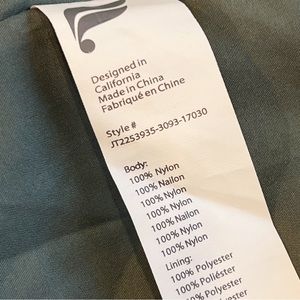 Designed in
California
Made in China
Fabriqué en Chine
Style #
JT2253935-3093-17030
Body:
100% Nylon
100% Nailon
100% Nylon
100% Nylon
100% Nailon
100% Nylon
100% Nylon
Lining:
100% Polyester
100% Poliéster
100% Polyester